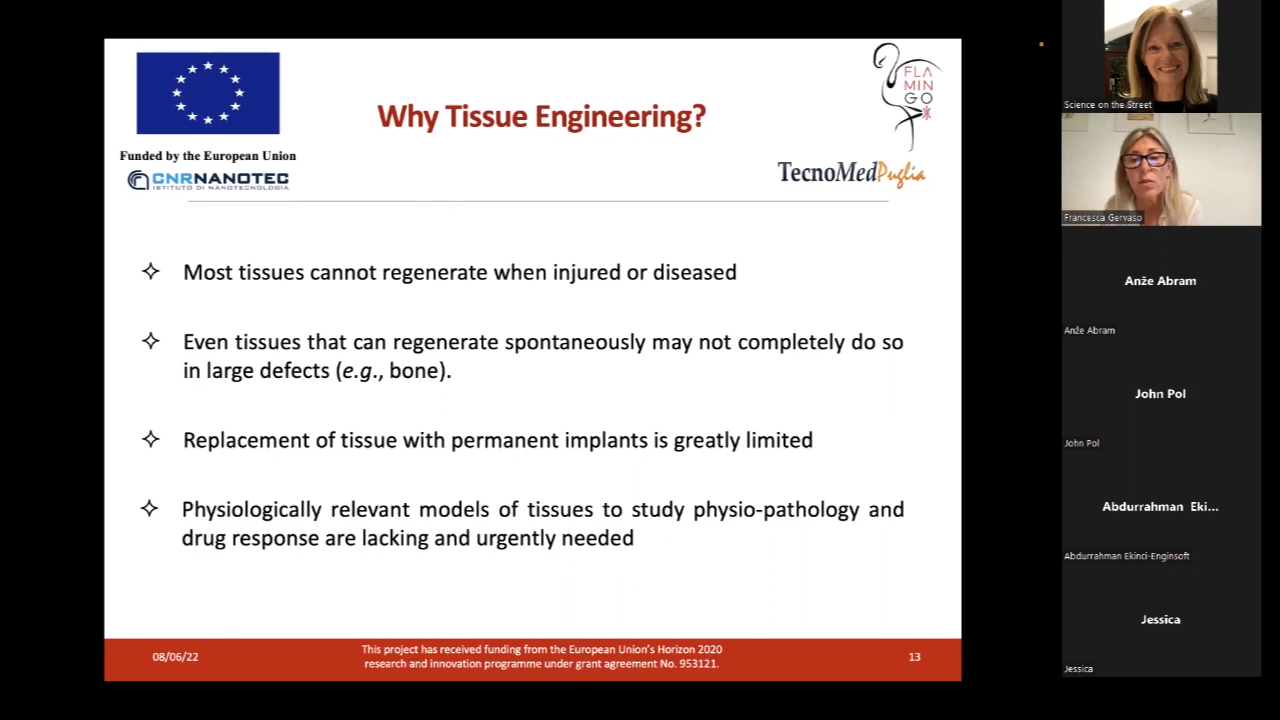 Funded by the European Union
CNRNANOTEC
ISTITUTO DI NANOTECNOLOGIA
Why Tissue Engineering?
FLA
MIN
GO
TecnoMedPuglia
Most tissues cannot regenerate when injured or diseased
Even tissues that can regenerate spontaneously may not completely do so
in large defects (e.g., bone).
Replacement of tissue with permanent implants is greatly limited
Physiologically relevant models of tissues to study physio-pathology and
drug response are lacking and urgently needed
08/06/22
This project has received funding from the European Union's Horizon 2020
research and innovation programme under grant agreement No. 953121.
13
Science on the Street
Francesca Gervaso
Anže Abram
Anže Abram
John Pol
John Pol
Abdurrahman Eki...
Abdurrahman Ekinci-Enginsoft
Jessica
Jessica